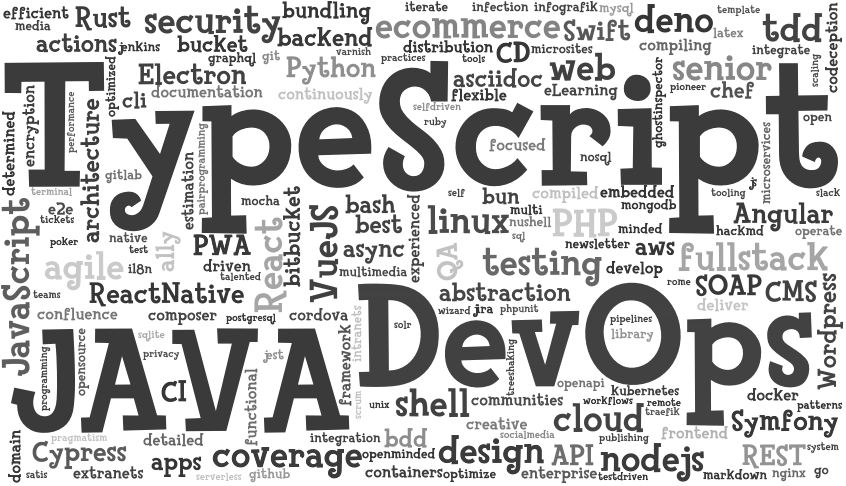 efficient
media
Rust
security
bundling
backend
iterate
infection
infografik
mysql
ecommerce
Swift
deno
template
latex
tdd
codeception
actions
jenkins
bucket
graphql
git
varnish
distribution
practices
tools
CD
microsites
compiling
integrate
scaling
optimized
Electron
Python
documentation
continuously
cli
asciidoc
flexible
web
eLearning
ghostinspector
senior
pioneer
chef
open
determined
encryption
performance
architecture
TypeScript
selfdriven
ruby
focused
nosql
microservices
gitlab
estimation
pairprogramming
terminal
e2e
tickets
poker
native
test
a11y
il8n
PWA
driven
talented
mocha
bitbucket
React
VueJS
bash
best
async
multimedia
experienced
self
linux
bun
multi
nushell
sql
compiled
PHP
embedded
mongodb
minded
newsletter
tooling
js
slack
Angular
hackmd
operate
JavaScript
agile
teams
ReactNative
QA
testing
develop
aws
fullstack
rome
SOAP
CMS
deliver
Wordpress
confluence
composer
postgresql
cordova
abstraction
wizard
jira
phpunit
solr
intranets
framework
scrum
pipelines
library
JAVA
DevOps
programming
opensource
sqlite
privacy
CI
jest
functional
treeshaking
openapi
kubernetes
workflows
remote
traefik
docker
patterns
unix
shell
communities
creative
socialmedia
cloud
publishing
frontend
Symfony
system
domain
pragmatism
Cypress
satis
extranets
detailed
apps
serverless
coverage
github
integration
openminded
bdd
containers
optimize
design
enterprise
API
testdriven
nodejs
REST
markdown
nginx
go